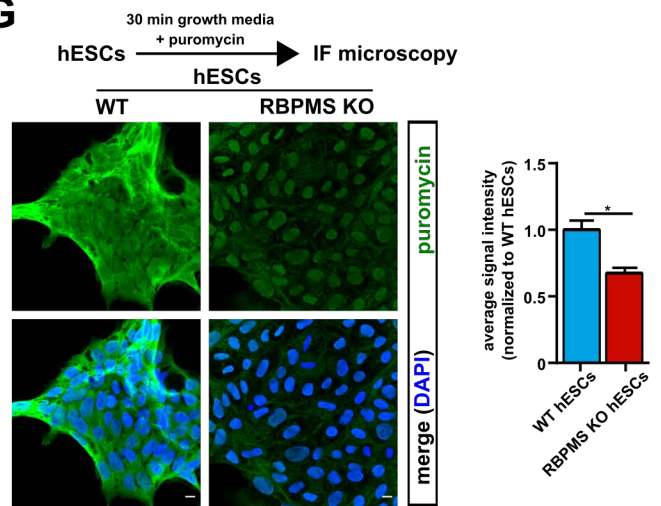 G
30 min growth media
+ puromycin
hESCs
IF microscopy
hESCs
WT
RBPMS KO
puromycin
merge (DAPI)
average signal intensity
(normalized to WT hESCs)
1.5
1.0
0.5
0
*
WT hESCs
RBPMS KO hESCs